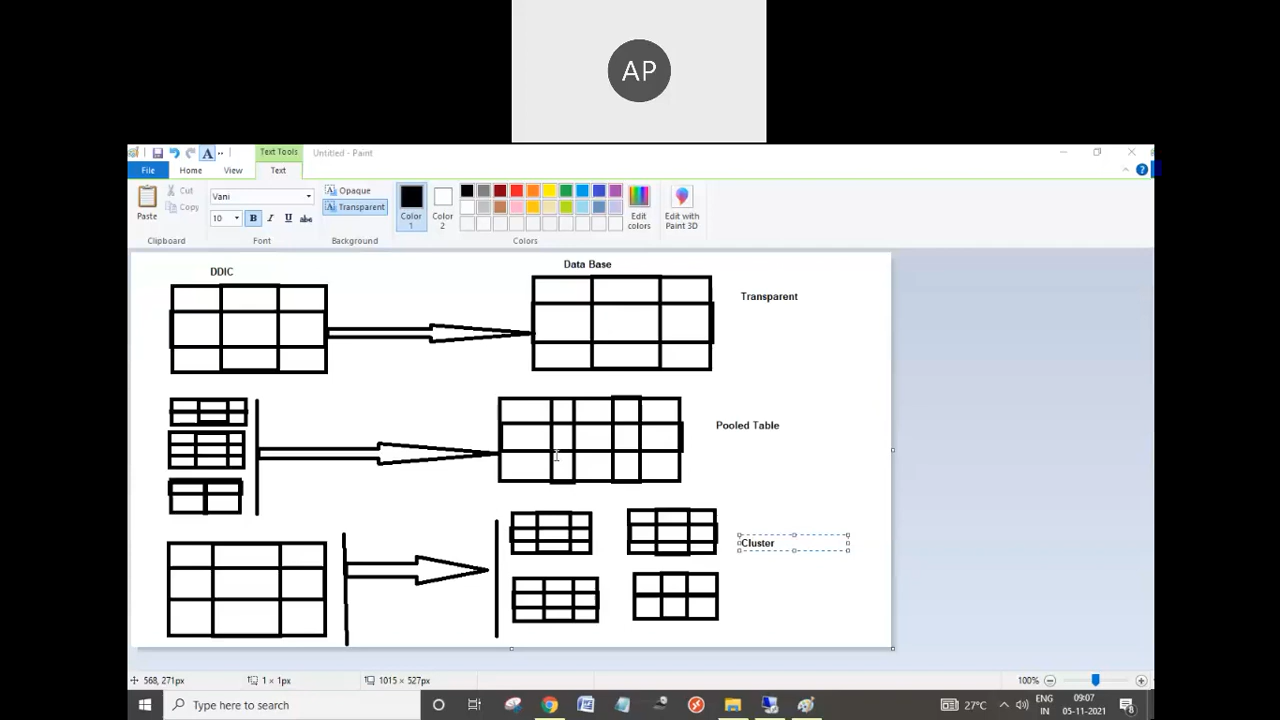 AP
Text Tools
Untitled - Paint
File
Home
View
Text
Paste
Cut
Copy
Clipboard
Vani
10
B
I
U
abc
Font
Opaque
Transparent
Background
Color
1
Color
2
Edit
colors
Colors
Edit with
Paint 3D
DDIC
Data Base
Transparent
Pooled Table
Cluster
568, 271px
1 × 1px
1015 × 527px
100%
Type here to search
27°C
ENG
IN
09:07
05-11-2021
8